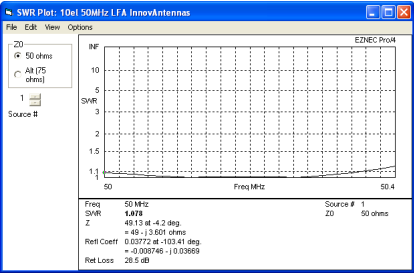 SWR Plot: 10el 50MHz LFA InnovAntennas
File Edit View Options
Z0
50 ohms
Alt (75 ohms)
1
Source #
EZNEC Pro/4
INF
10
5
SWR
3
2
1.5
1.1
1
50 Freq MHz 50.4
Freq 50 MHz Source # 1
SWR 1.078 Z0 50 ohms
Z 49.13 at -4.2 deg.
= 49 - j 3.601 ohms
Refl Coeff 0.03772 at -103.41 deg.
= -0.008746 - j 0.03669
Ret Loss 28.5 dB